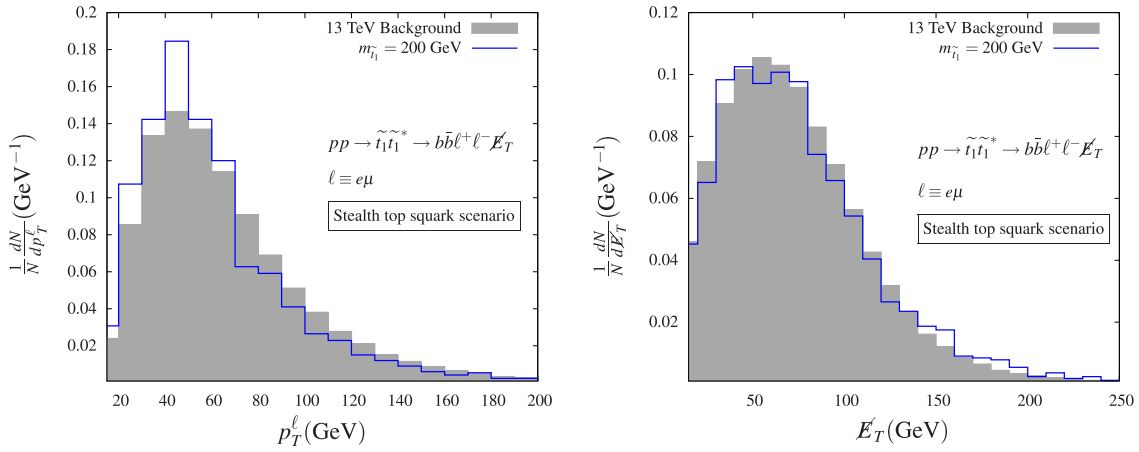 0.2
0.18
0.16
0.14
0.12
0.1
0.08
0.06
0.04
0.02
20 40 60 80 100 120 140 160 180 200
1/N dN/dp_T^ℓ (GeV⁻¹)
p_T^ℓ(GeV)
13 TeV Background
m_{t̃₁} = 200 GeV
pp → t̃₁t̃₁* → bb̄ℓ⁺ℓ⁻E̸_T
ℓ ≡ eμ
Stealth top squark scenario
0.12
0.1
0.08
0.06
0.04
0.02
50 100 150 200 250
1/N dN/dE̸_T (GeV⁻¹)
E̸_T(GeV)
13 TeV Background
m_{t̃₁} = 200 GeV
pp → t̃₁t̃₁* → bb̄ℓ⁺ℓ⁻E̸_T
ℓ ≡ eμ
Stealth top squark scenario